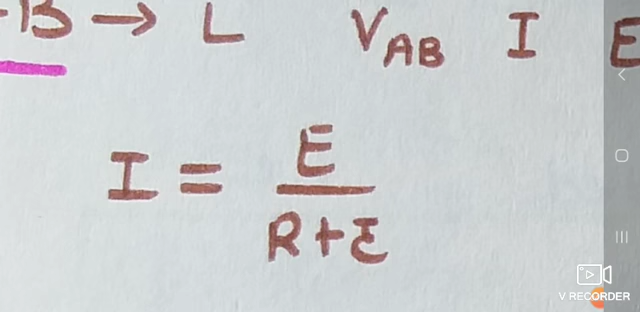 B → L V_AB I E
I = E
R+Ɛ
V RECORDER